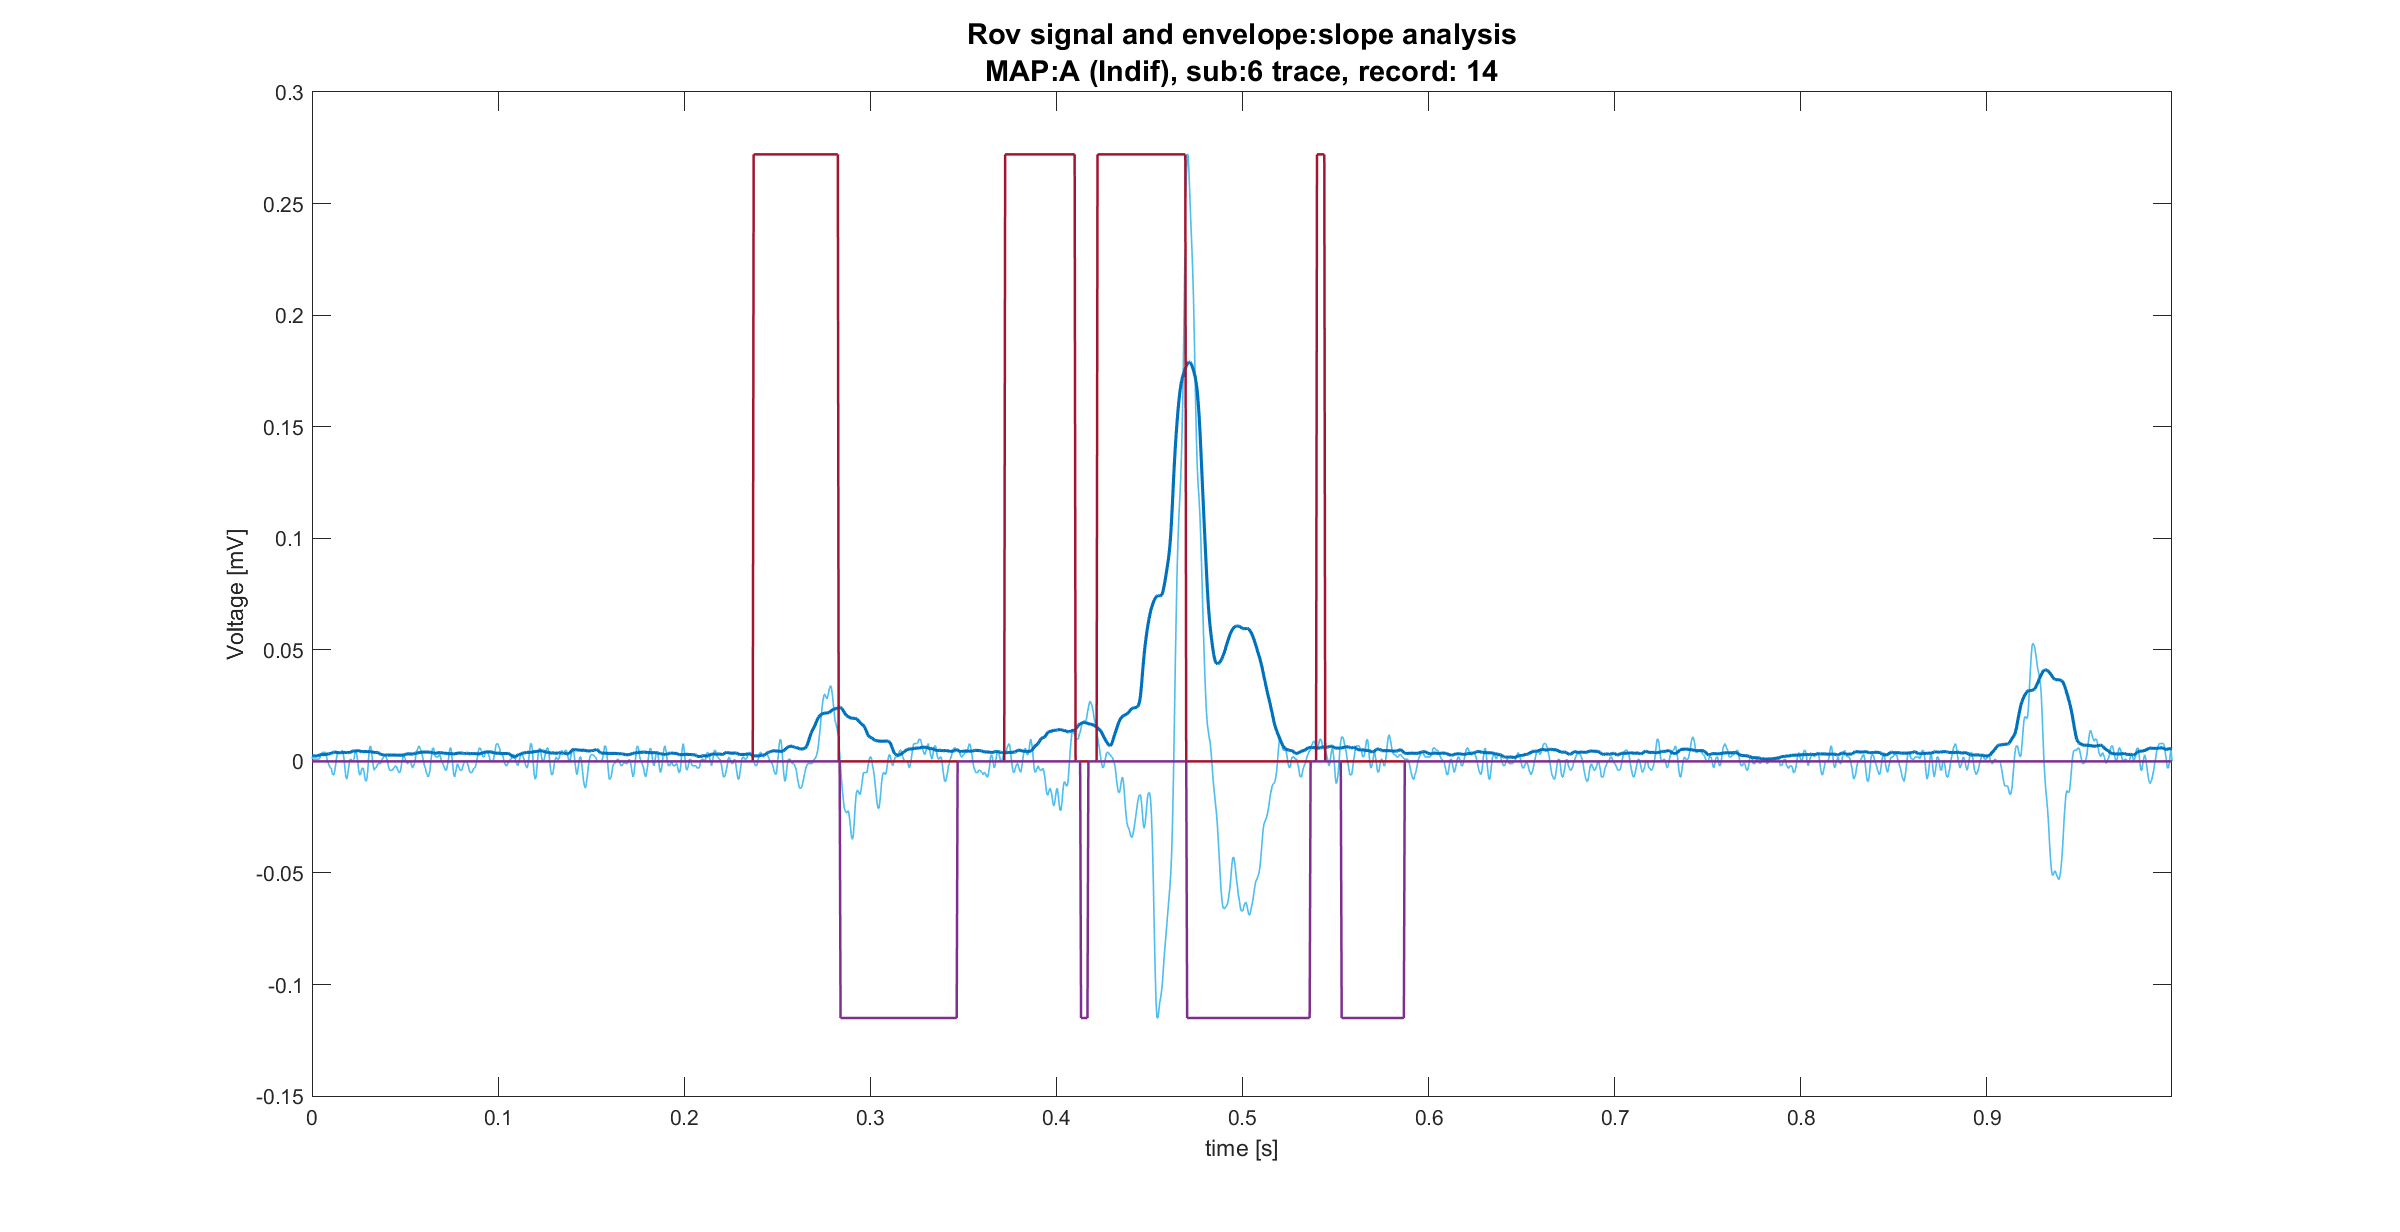 Rov signal and envelope:slope analysis
MAP:A (Indif), sub:6 trace, record: 14
0.3
0.25
0.2
0.15
0.1
0.05
0
-0.05
-0.1
-0.15
Voltage [mV]
0 0.1 0.2 0.3 0.4 0.5 0.6 0.7 0.8 0.9
time [s]